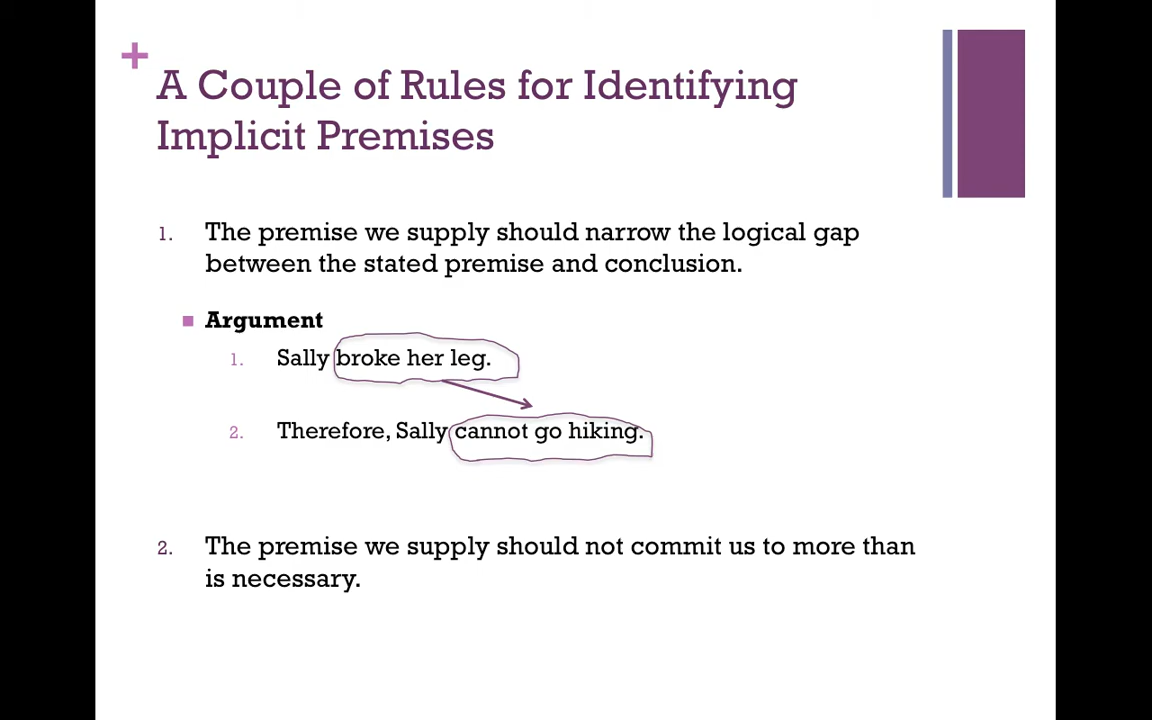 +
A Couple of Rules for Identifying
Implicit Premises
1. The premise we supply should narrow the logical gap
between the stated premise and conclusion.
Argument
1. Sally broke her leg.
2. Therefore, Sally cannot go hiking.
2. The premise we supply should not commit us to more than
is necessary.